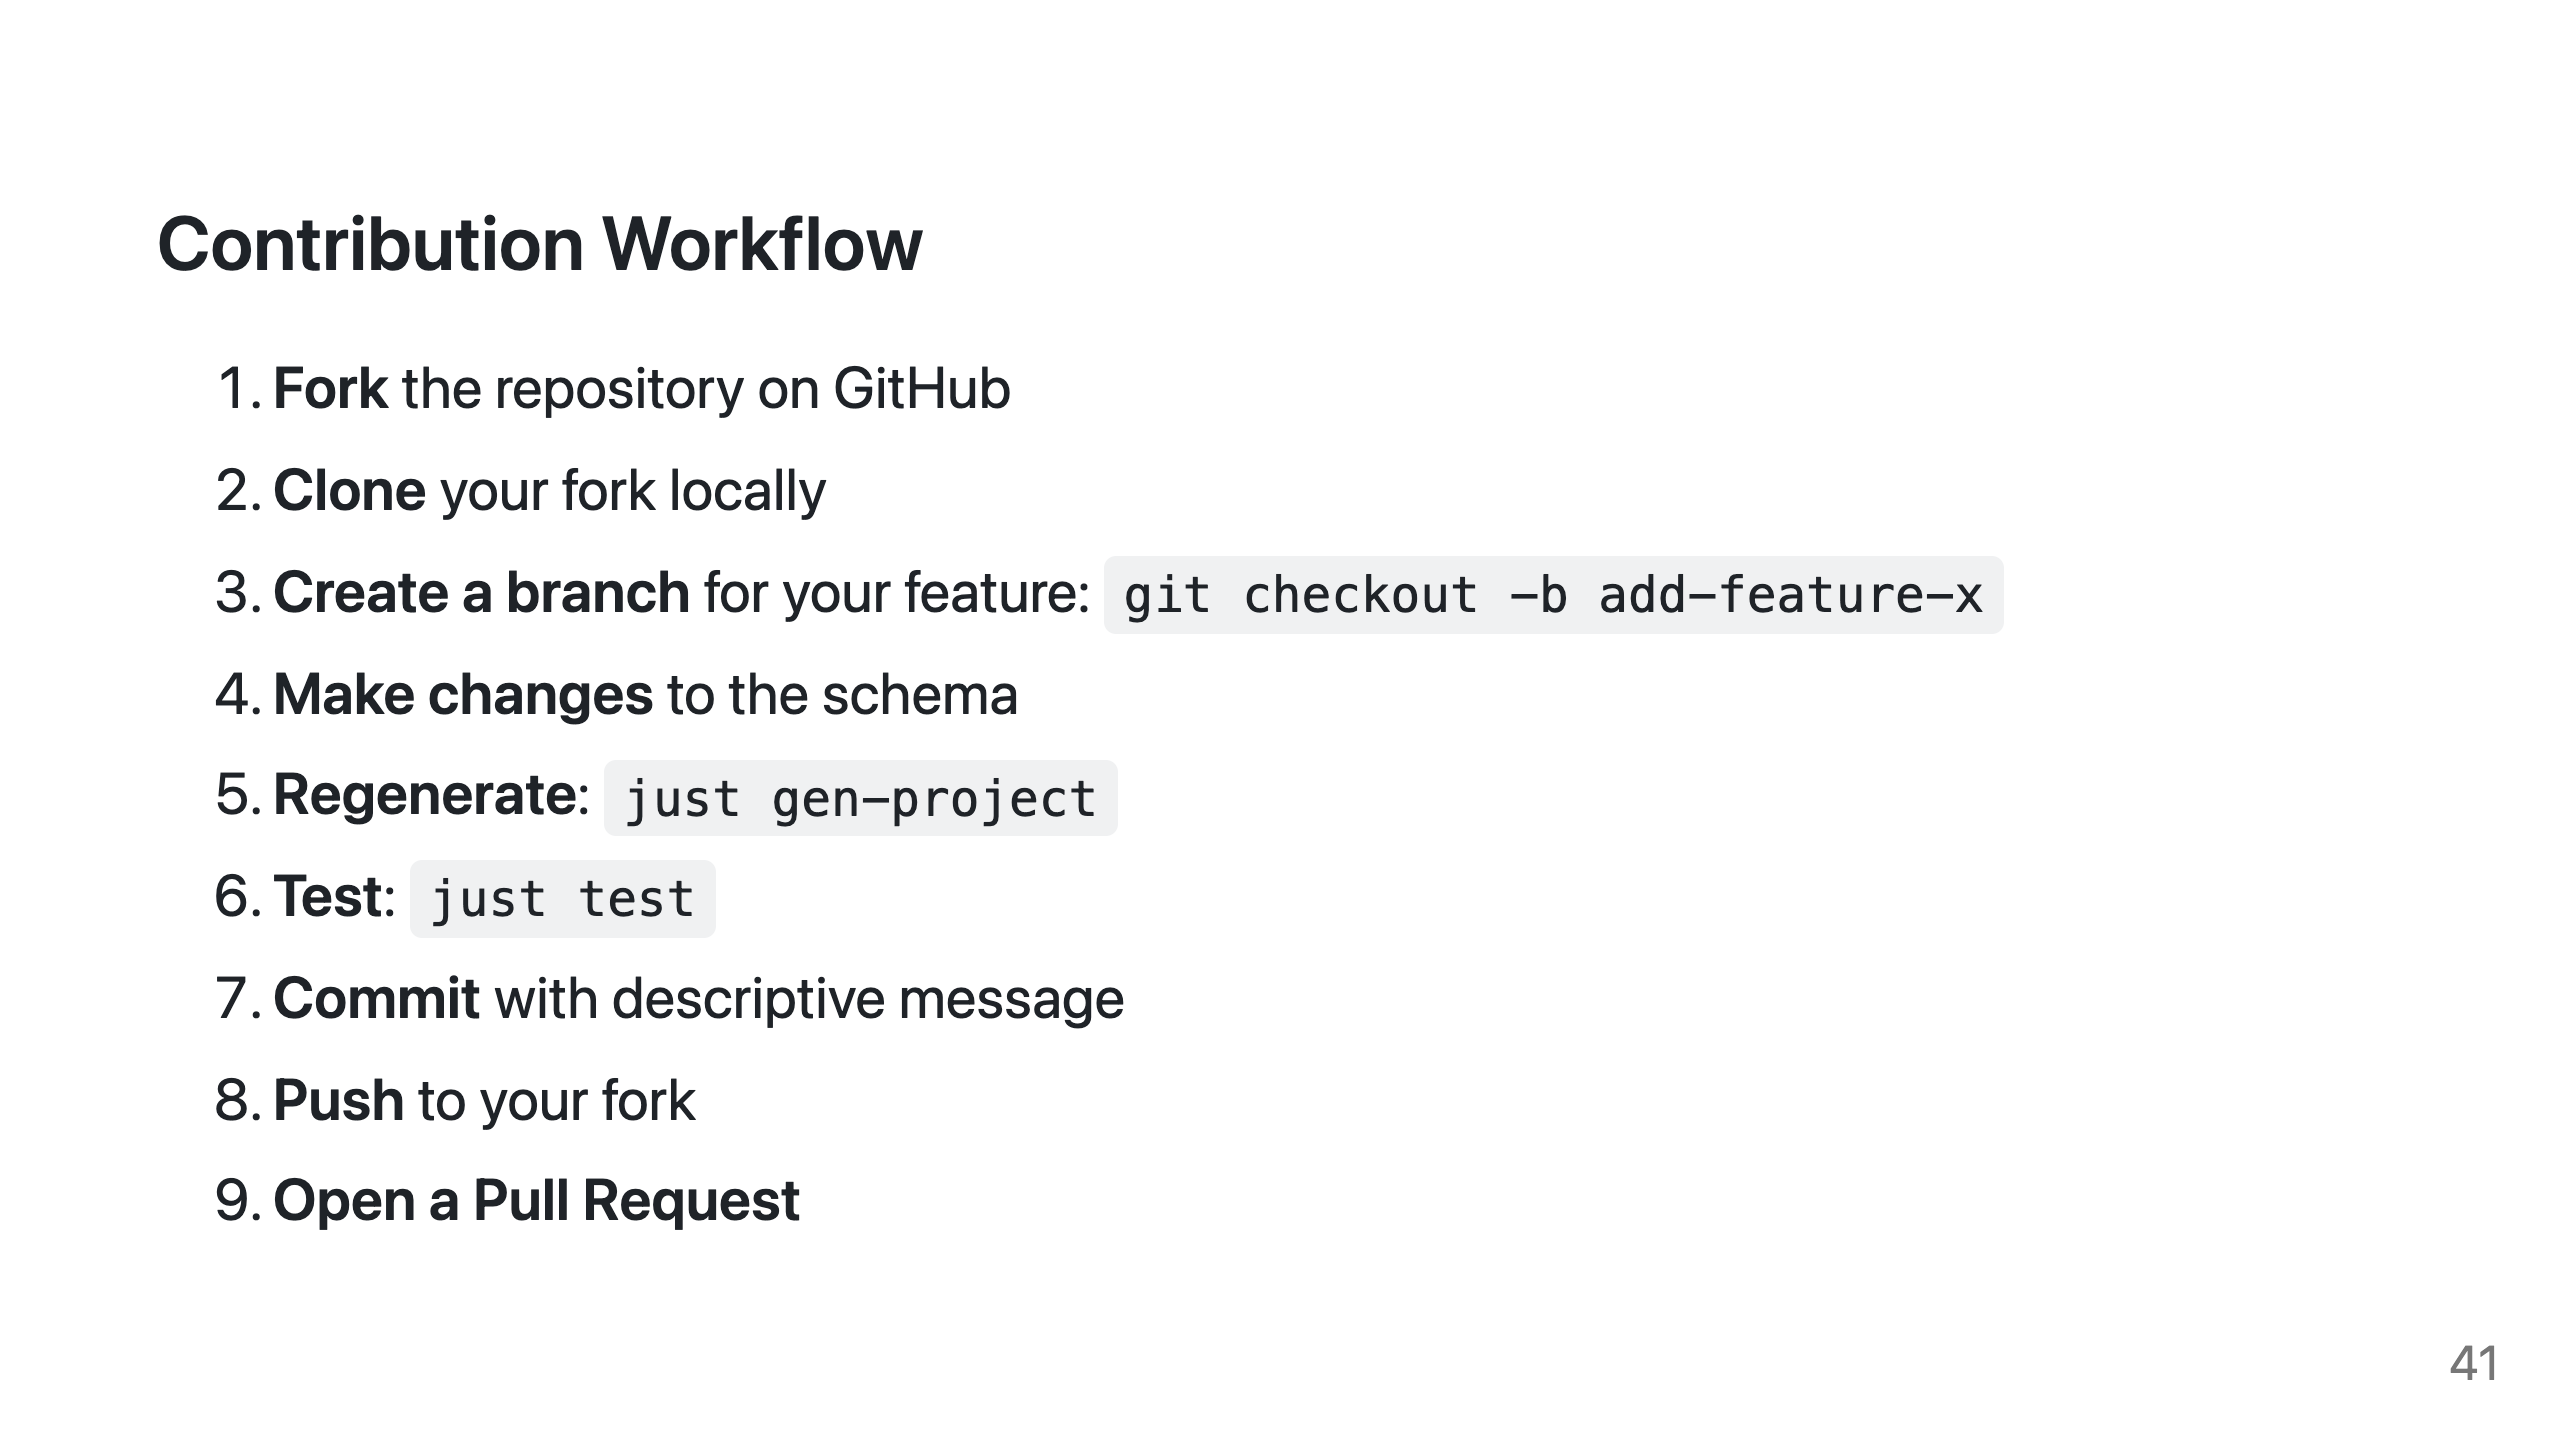 Contribution Workflow
1. Fork the repository on GitHub
2. Clone your fork locally
3. Create a branch for your feature: git checkout -b add-feature-x
4. Make changes to the schema
5. Regenerate: just gen-project
6. Test: just test
7. Commit with descriptive message
8. Push to your fork
9. Open a Pull Request
41